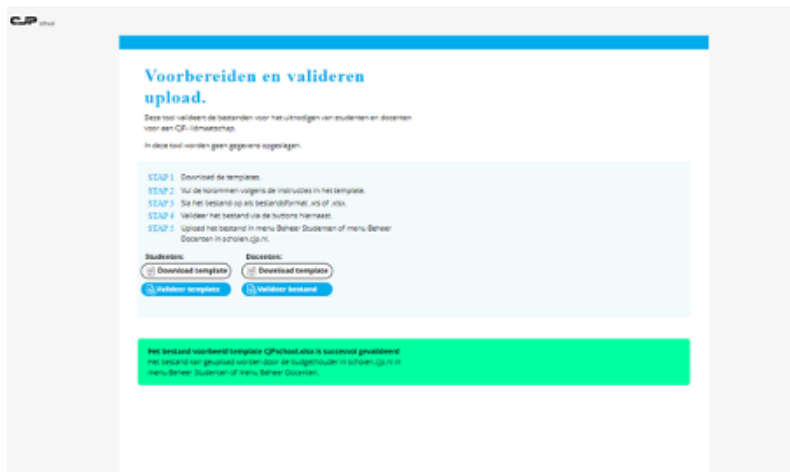 CJP school
Voorbereiden en valideren
upload.
Deze tool valideert de bestanden voor het uitnodigen van studenten en docenten
voor een CJP- lidmaatschap.
In deze tool worden geen gegevens opgeslagen.
STAP 1 Download de templates.
STAP 2 Vul de kolommen volgens de instructies in het template.
STAP 3 Sla het bestand op als bestandsformat .xls of .xlsx.
STAP 4 Valideer het bestand via de buttons hiernaast.
STAP 5 Upload het bestand in menu Beheer Studenten of menu Beheer
Docenten in scholen.cjp.nl.
Studenten: Docenten:
Download template Download template
Valideer template Valideer bestand
Het bestand voorbeeld template CJPschool.xlsx is succesvol gevalideerd
Het bestand kan geupload worden door de budgethouder in scholen.cjp.nl in
menu Beheer Studenten of menu Beheer Docenten.